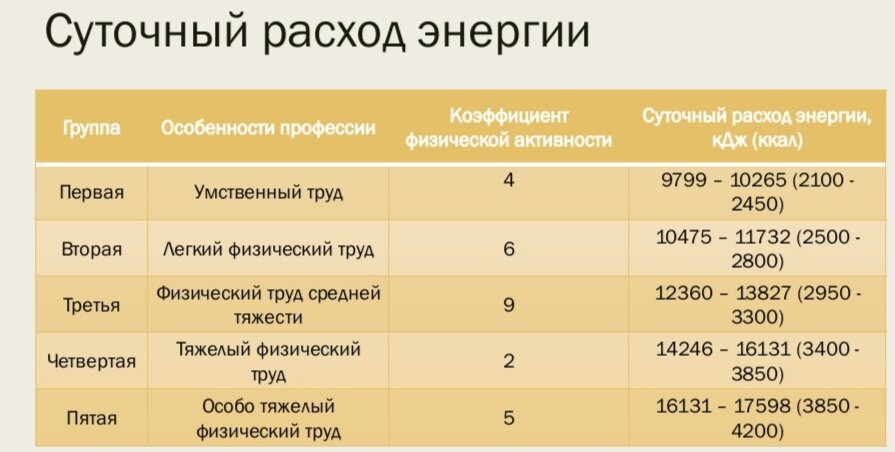 Суточный расход энергии
Группа
Особенности профессии
Коэффициент
физической активности
Суточный расход энергии,
кДж (ккал)
Первая
Умственный труд
4
9799 – 10265 (2100 -
2450)
Вторая
Легкий физический труд
6
10475 – 11732 (2500 -
2800)
Третья
Физический труд средней
тяжести
9
12360 – 13827 (2950 -
3300)
Четвертая
Тяжелый физический
труд
2
14246 – 16131 (3400 -
3850)
Пятая
Особо тяжелый
физический труд
5
16131 – 17598 (3850 -
4200)